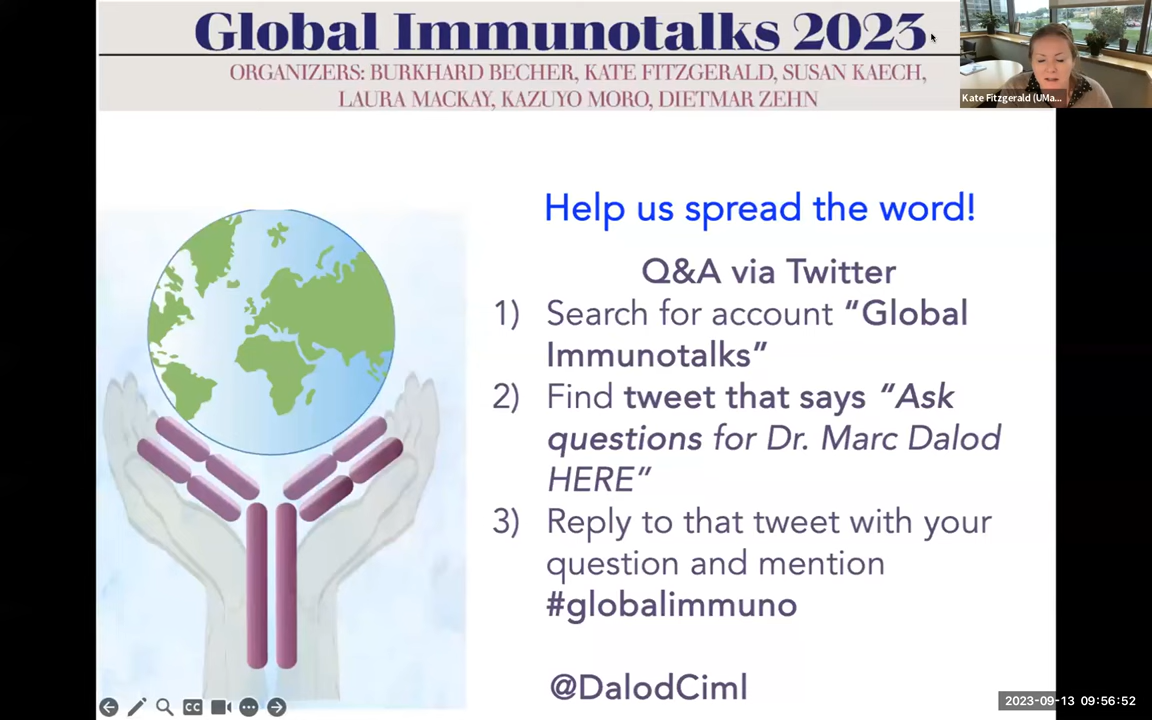 Global Immunotalks 2023
ORGANIZERS: BURKHARD BECHER, KATE FITZGERALD, SUSAN KAECH,
LAURA MACKAY, KAZUYO MORO, DIETMAR ZEHN
Kate Fitzgerald (UMa...
Help us spread the word!
Q&A via Twitter
1) Search for account “Global
Immunotalks”
2) Find tweet that says “Ask
questions for Dr. Marc Dalod
HERE”
3) Reply to that tweet with your
question and mention
#globalimmuno
@DalodCiml
CC
2023-09-13 09:56:52